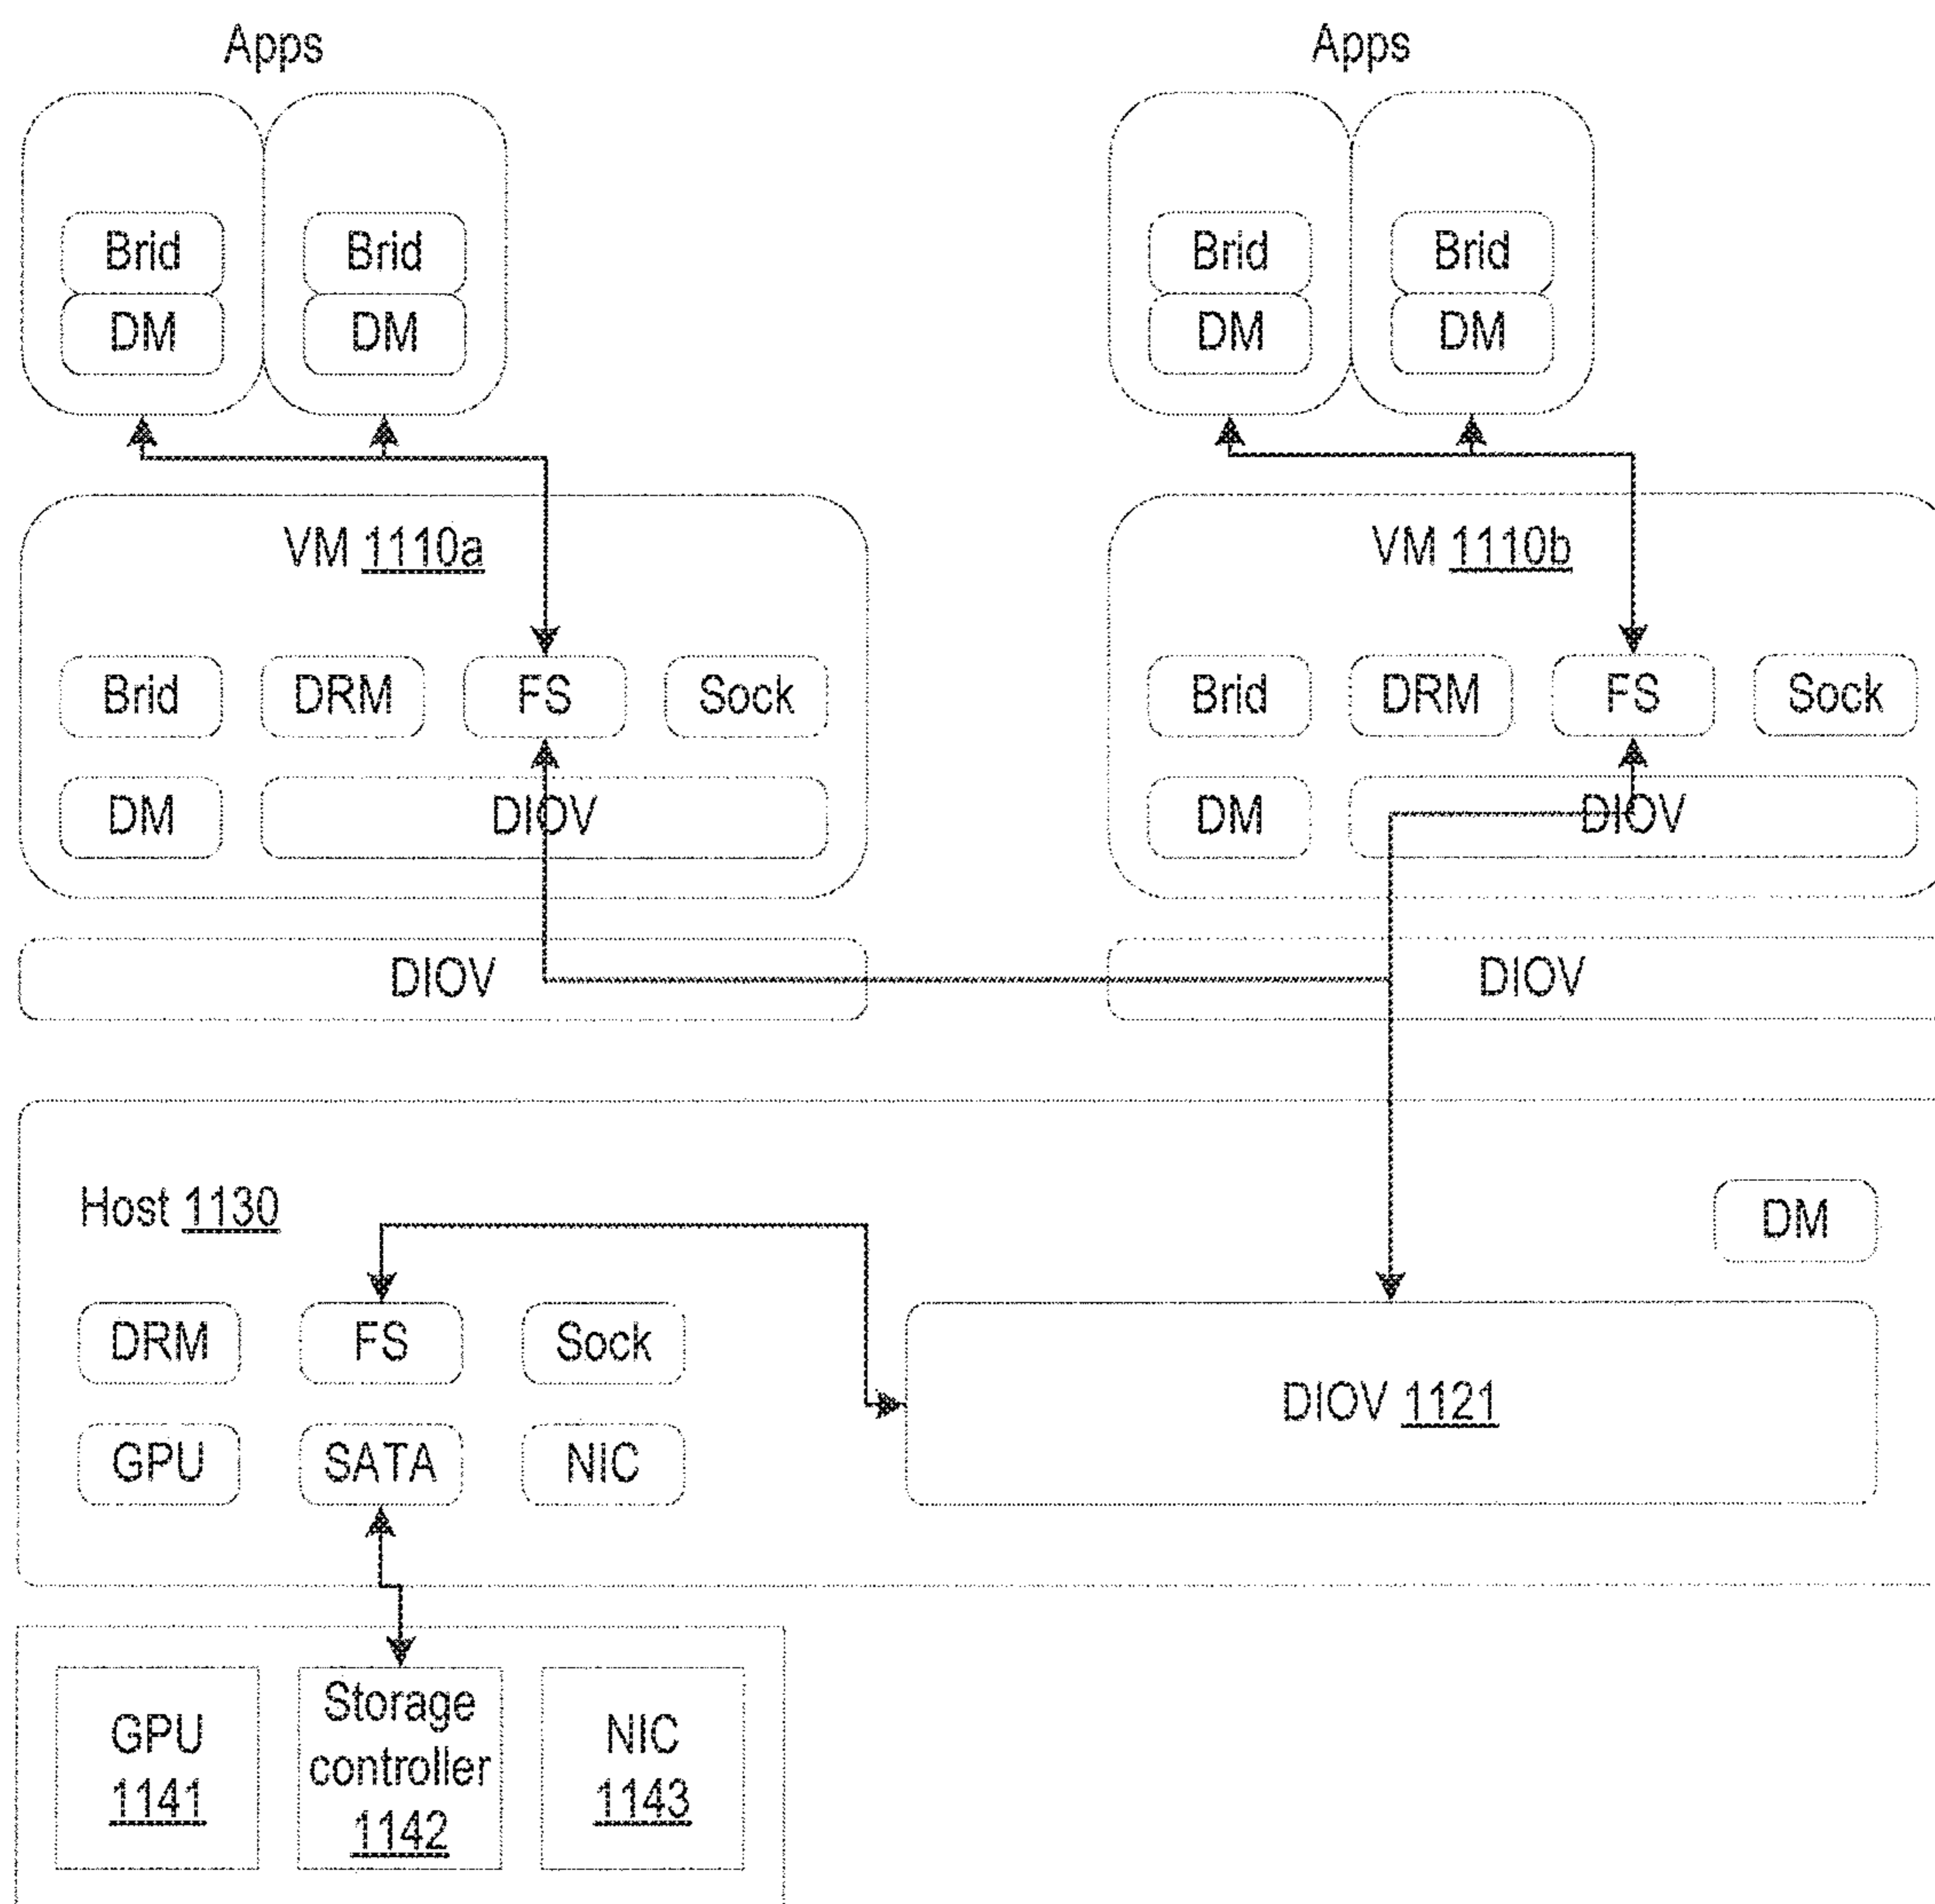 Apps
Apps
Brid
Brid
Brid
Brid
DM
DM
DM
DM
VM 1110a
VM 1110b
Brid
DRM
FS
Sock
Brid
DRM
FS
Sock
DM
DIOV
DM
DIOV
DIOV
DIOV
Host 1130
DM
DRM
FS
Sock
DIOV 1121
GPU
SATA
NIC
GPU
1141
Storage
controller
1142
NIC
1143